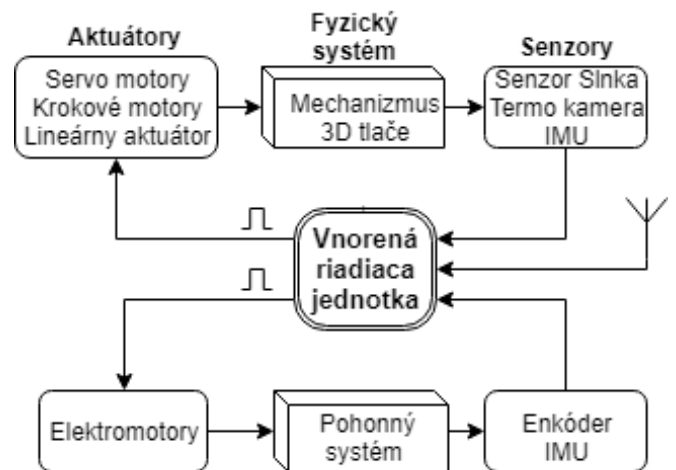 Aktuátory
Fyzický
systém
Senzory
Servo motory
Krokové motory
Lineárny aktuátor
Mechanizmus
3D tlače
Senzor Slnka
Termo kamera
IMU
Vnorená
riadiaca
jednotka
Elektromotory
Pohonný
systém
Enkóder
IMU